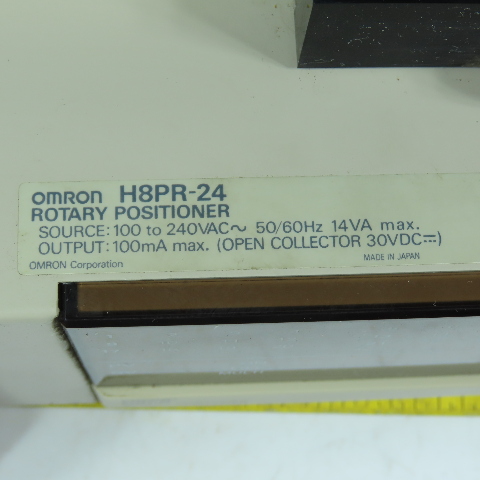 OMRON H8PR-24
ROTARY POSITIONER
SOURCE: 100 to 240VAC～ 50/60Hz 14VA max.
OUTPUT: 100mA max. (OPEN COLLECTOR 30VDC⎓)
OMRON Corporation MADE IN JAPAN